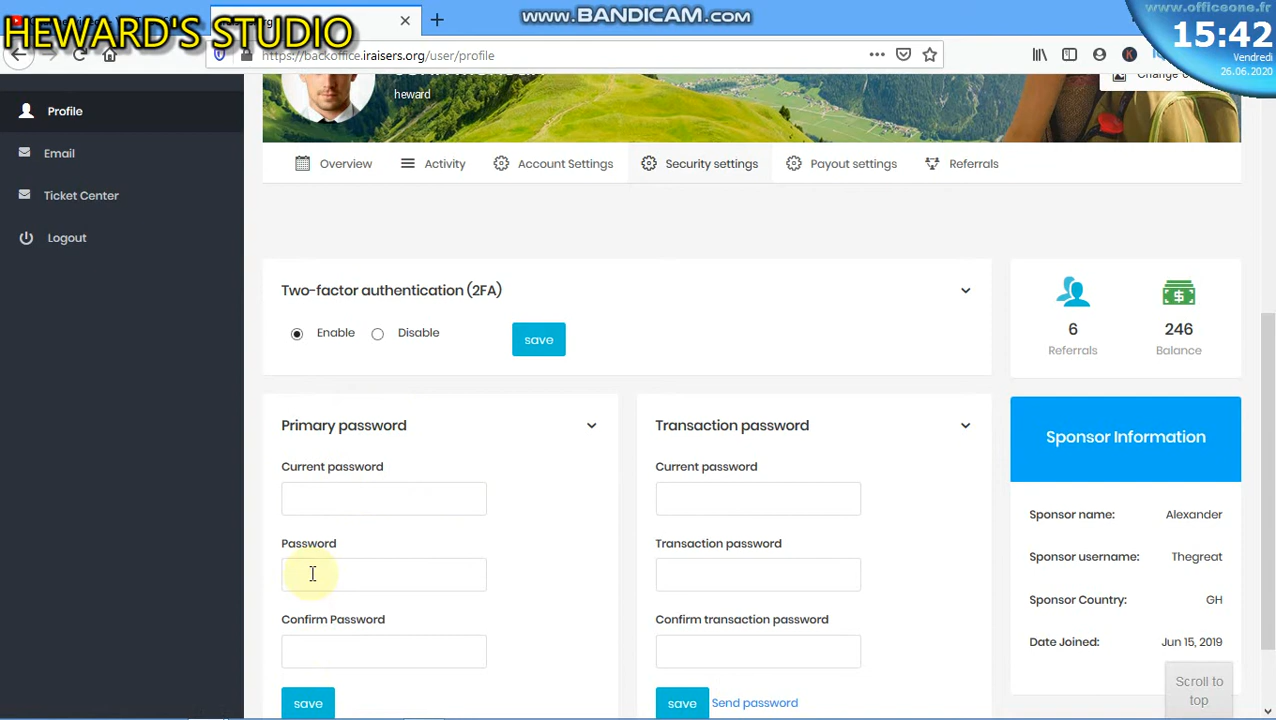 www.BANDICAM.com
www.officeone.fr
HEWARD'S STUDIO
15:42
Vendredi
26.06.2020
https://backoffice.iraisers.org/user/profile
heward
Profile
Email
Ticket Center
Logout
Overview
Activity
Account Settings
Security settings
Payout settings
Referrals
Two-factor authentication (2FA)
Enable
Disable
save
6
Referrals
246
Balance
Primary password
Current password
Password
Confirm Password
save
Transaction password
Current password
Transaction password
Confirm transaction password
save Send password
Sponsor Information
Sponsor name: Alexander
Sponsor username: Thegreat
Sponsor Country: GH
Date Joined: Jun 15, 2019
Scroll to
top